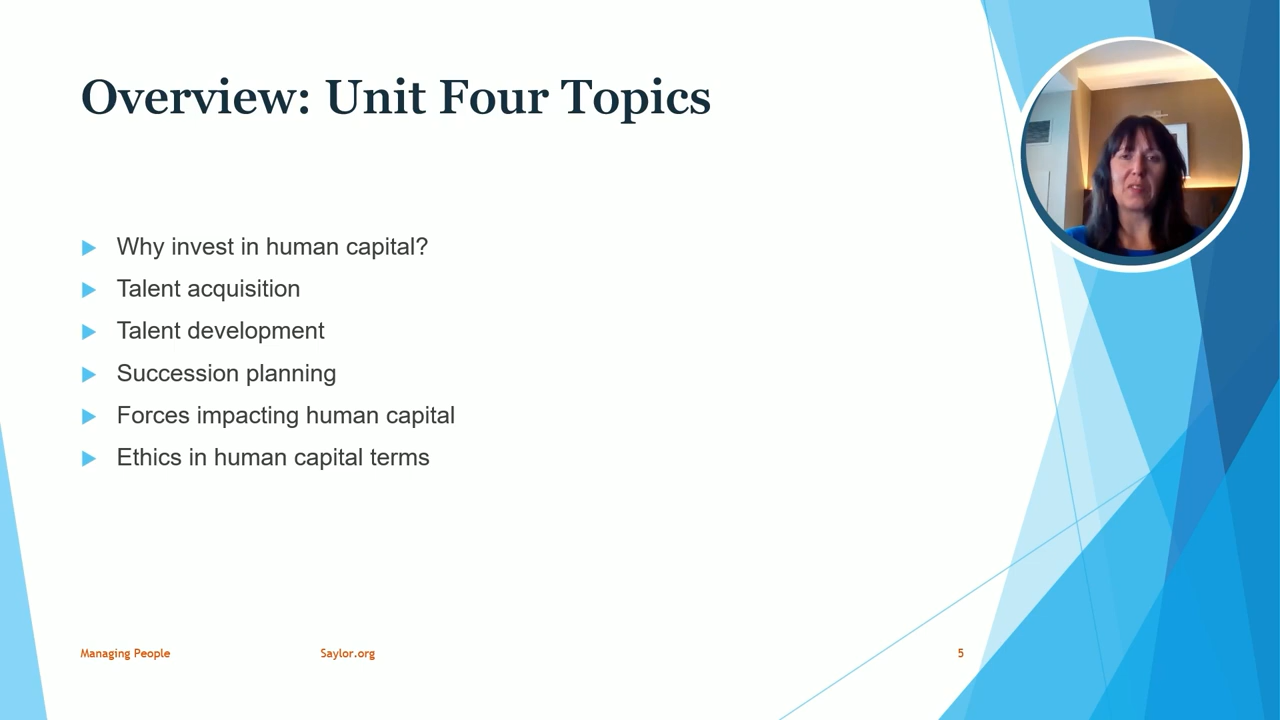 Overview: Unit Four Topics
Why invest in human capital?
Talent acquisition
Talent development
Succession planning
Forces impacting human capital
Ethics in human capital terms
Managing People
Saylor.org
5